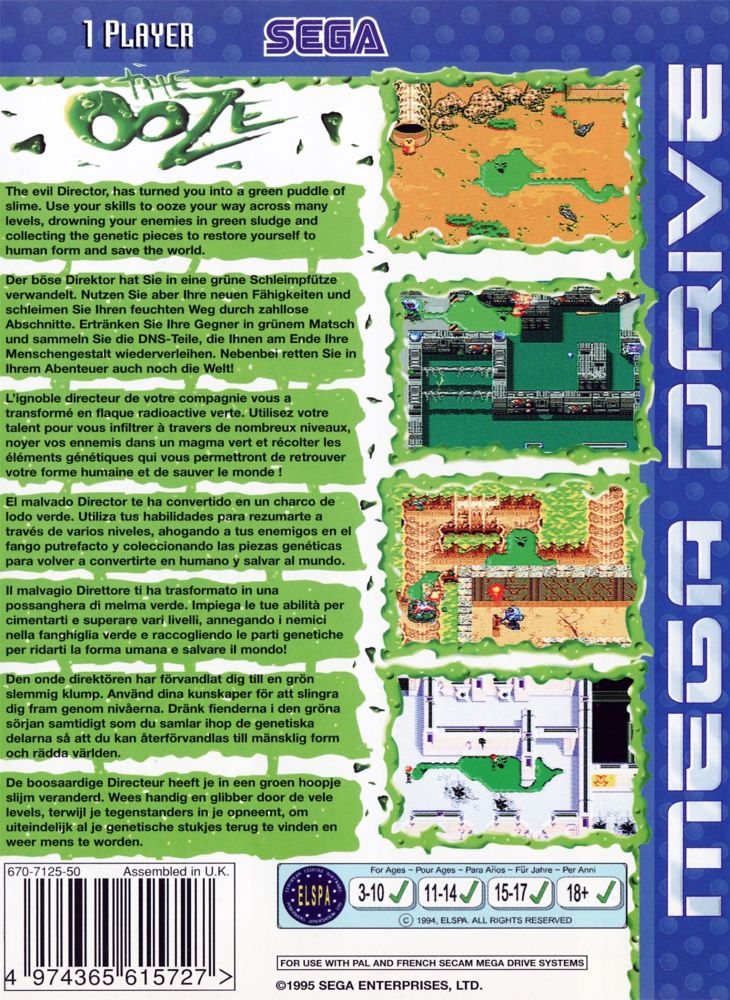 1 PLAYER
SEGA
THE
OOZE
The evil Director, has turned you into a green puddle of
slime. Use your skills to ooze your way across many
levels, drowning your enemies in green sludge and
collecting the genetic pieces to restore yourself to
human form and save the world.
Der böse Direktor hat Sie in eine grüne Schleimpfütze
verwandelt. Nutzen Sie aber Ihre neuen Fähigkeiten und
schleimen Sie Ihren feuchten Weg durch zahllose
Abschnitte. Ertränken Sie Ihre Gegner in grünem Matsch
und sammeln Sie die DNS-Teile, die Ihnen am Ende Ihre
Menschengestalt wiederverleihen. Nebenbei retten Sie in
Ihrem Abenteuer auch noch die Welt!
L'ignoble directeur de votre compagnie vous a
transformé en flaque radioactive verte. Utilisez votre
talent pour vous infiltrer à travers de nombreux niveaux,
noyer vos ennemis dans un magma vert et récolter les
éléments génétiques qui vous permettront de retrouver
votre forme humaine et de sauver le monde !
El malvado Director te ha convertido en un charco de
lodo verde. Utiliza tus habilidades para rezumarte a
través de varios niveles, ahogando a tus enemigos en el
fango putrefacto y coleccionando las piezas genéticas
para volver a convertirte en humano y salvar al mundo.
Il malvagio Direttore ti ha trasformato in una
possanghera di melma verde. Impiega le tue abilità per
cimentarti e superare vari livelli, annegando i nemici
nella fanghiglia verde e raccogliendo le parti genetiche
per ridarti la forma umana e salvare il mondo!
Den onde direktören har förvandlat dig till en grön
slemmig klump. Använd dina kunskaper för att slingra
dig fram genom nivåerna. Dränk fienderna i den gröna
sörjan samtidigt som du samlar ihop de genetiska
delarna så att du kan återförvandlas till mänsklig form
och rädda världen.
De boosaardige Directeur heeft je in een groen hoopje
slijm veranderd. Wees handig en glibber door de vele
levels, terwijl je tegenstanders in je opneemt, om
uiteindelijk al je genetische stukjes terug te vinden en
weer mens te worden.
MEGA DRIVE
670-7125-50 Assembled in U.K.
4 974365 615727 >
ELSPA
For Ages ~ Pour Ages ~ Para Años ~ Für Jahre ~ Per Anni
3-10 11-14 15-17 18+
© 1994, ELSPA. ALL RIGHTS RESERVED
FOR USE WITH PAL AND FRENCH SECAM MEGA DRIVE SYSTEMS
©1995 SEGA ENTERPRISES, LTD.